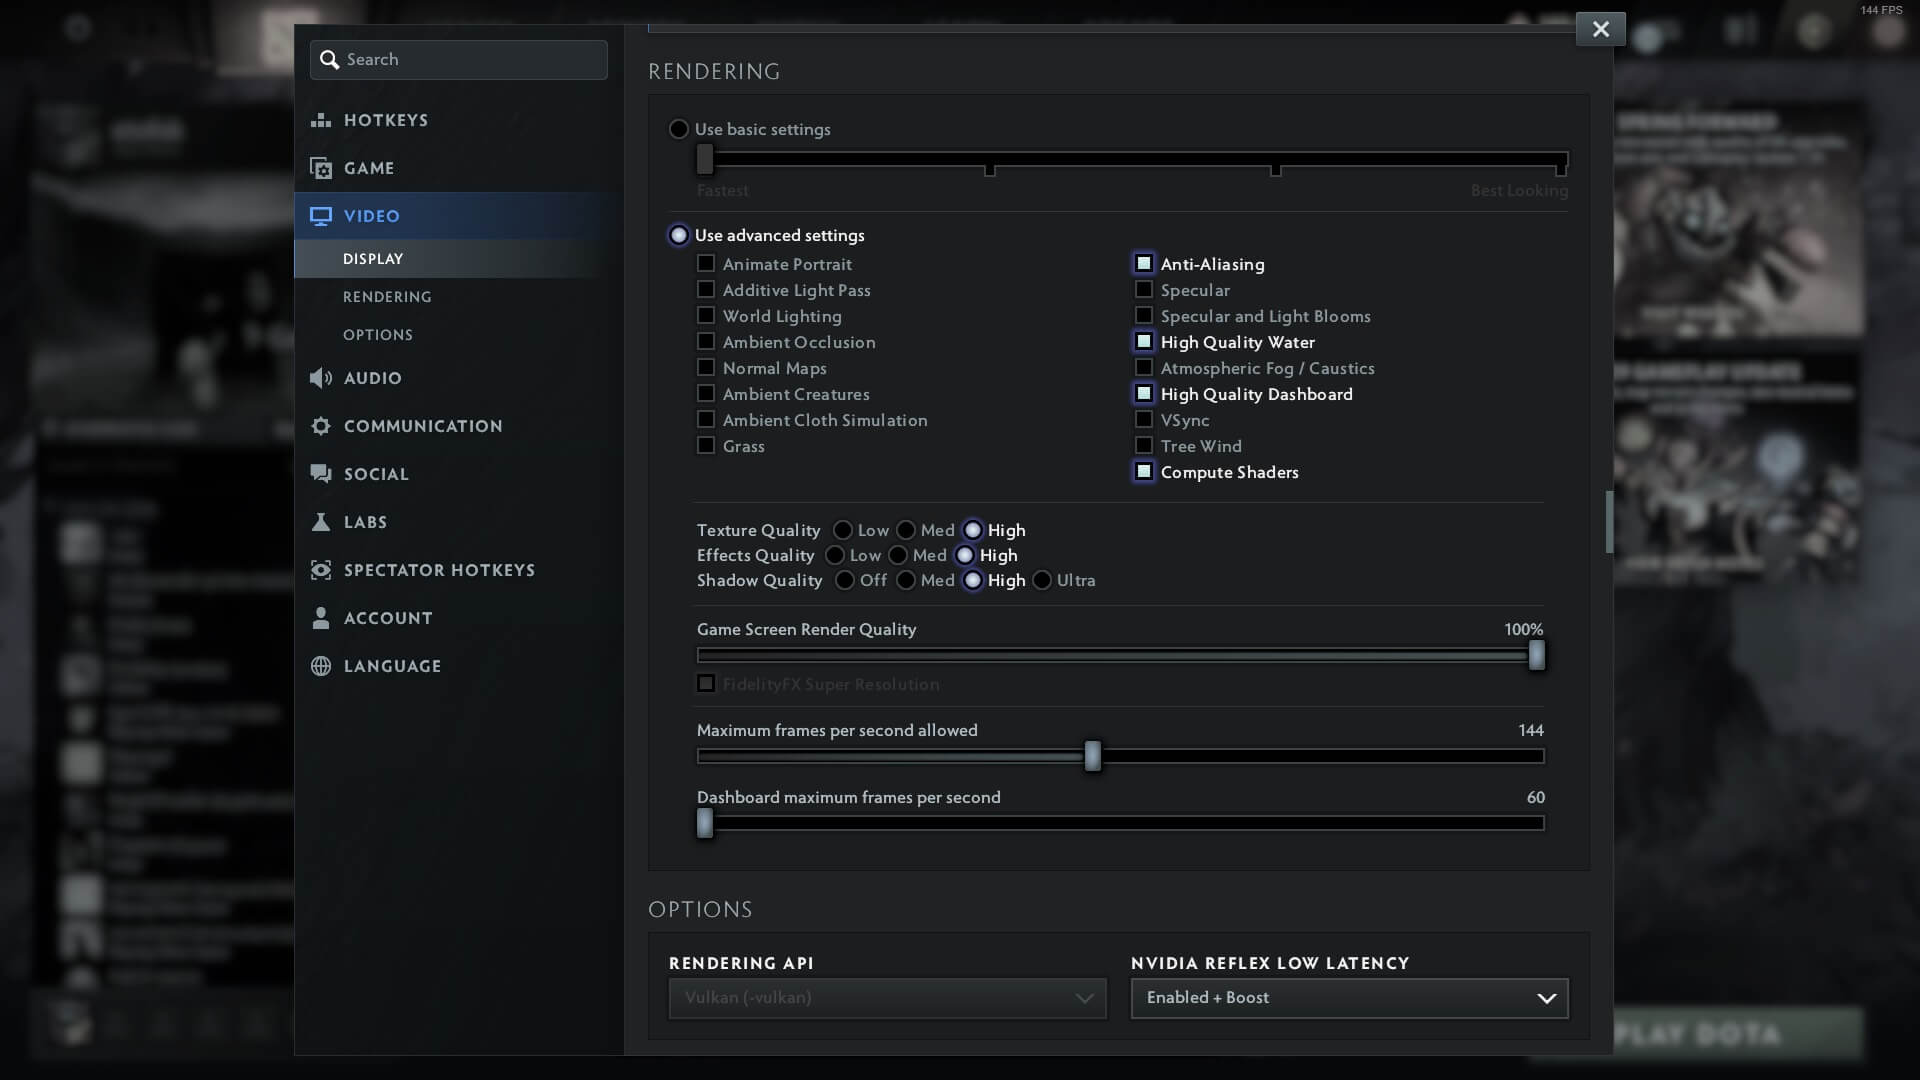 144 FPS
Search
HOTKEYS
GAME
VIDEO
DISPLAY
RENDERING
OPTIONS
AUDIO
COMMUNICATION
SOCIAL
LABS
SPECTATOR HOTKEYS
ACCOUNT
LANGUAGE
RENDERING
Use basic settings
Fastest Best Looking
Use advanced settings
Animate Portrait
Additive Light Pass
World Lighting
Ambient Occlusion
Normal Maps
Ambient Creatures
Ambient Cloth Simulation
Grass
Anti-Aliasing
Specular
Specular and Light Blooms
High Quality Water
Atmospheric Fog / Caustics
High Quality Dashboard
VSync
Tree Wind
Compute Shaders
Texture Quality Low Med High
Effects Quality Low Med High
Shadow Quality Off Med High Ultra
Game Screen Render Quality 100%
FidelityFX Super Resolution
Maximum frames per second allowed 144
Dashboard maximum frames per second 60
OPTIONS
RENDERING API
Vulkan (-vulkan)
NVIDIA REFLEX LOW LATENCY
Enabled + Boost
SPRING FORWARD
GAMEPLAY UPDATE
PLAY DOTA